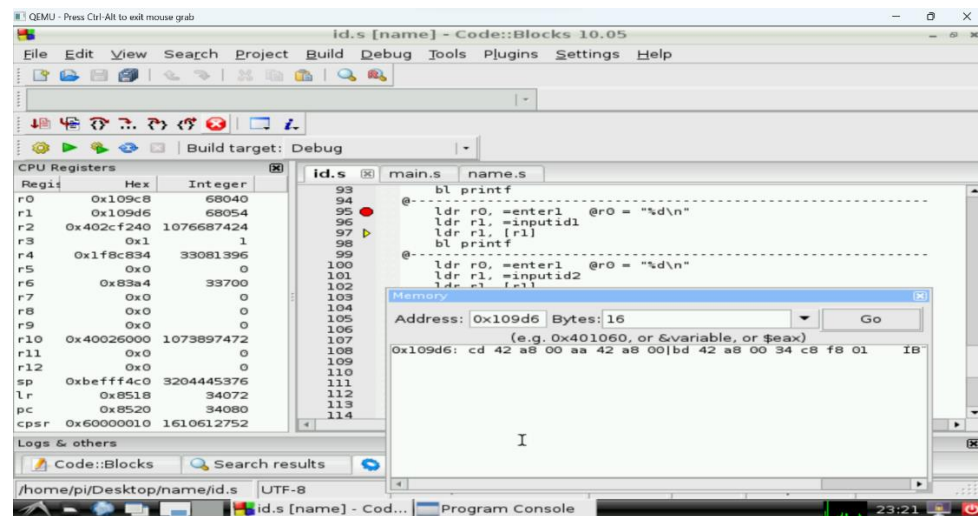 QEMU - Press Ctrl-Alt to exit mouse grab
id.s [name] - Code::Blocks 10.05
File Edit View Search Project Build Debug Tools Plugins Settings Help
Build target: Debug
CPU Registers
Regis Hex Integer
r0 0x109c8 68040
r1 0x109d6 68054
r2 0x402cf240 1076687424
r3 0x1 1
r4 0x1f8c834 33081396
r5 0x0 0
r6 0x83a4 33700
r7 0x0 0
r8 0x0 0
r9 0x0 0
r10 0x40026000 1073897472
r11 0x0 0
r12 0x0 0
sp 0xbefff4c0 3204445376
lr 0x8518 34072
pc 0x8520 34080
cpsr 0x60000010 1610612752
id.s main.s name.s
93 bl printf
94 @--------------------------------------------------------------
95 ldr r0, =enter1 @r0 = "%d\n"
96 ldr r1, =inputid1
97 ldr r1, [r1]
98 bl printf
99 @--------------------------------------------------------------
100 ldr r0, =enter1 @r0 = "%d\n"
101 ldr r1, =inputid2
102 ldr r1, [r1]
103
104
105
106
107
108
109
110
111
112
113
114
Memory
Address: 0x109d6 Bytes: 16 Go
(e.g. 0x401060, or &variable, or $eax)
0x109d6: cd 42 a8 00 aa 42 a8 00|bd 42 a8 00 34 c8 f8 01 IB
Logs & others
Code::Blocks Search results
/home/pi/Desktop/name/id.s UTF-8
id.s [name] - Cod... Program Console 23:21